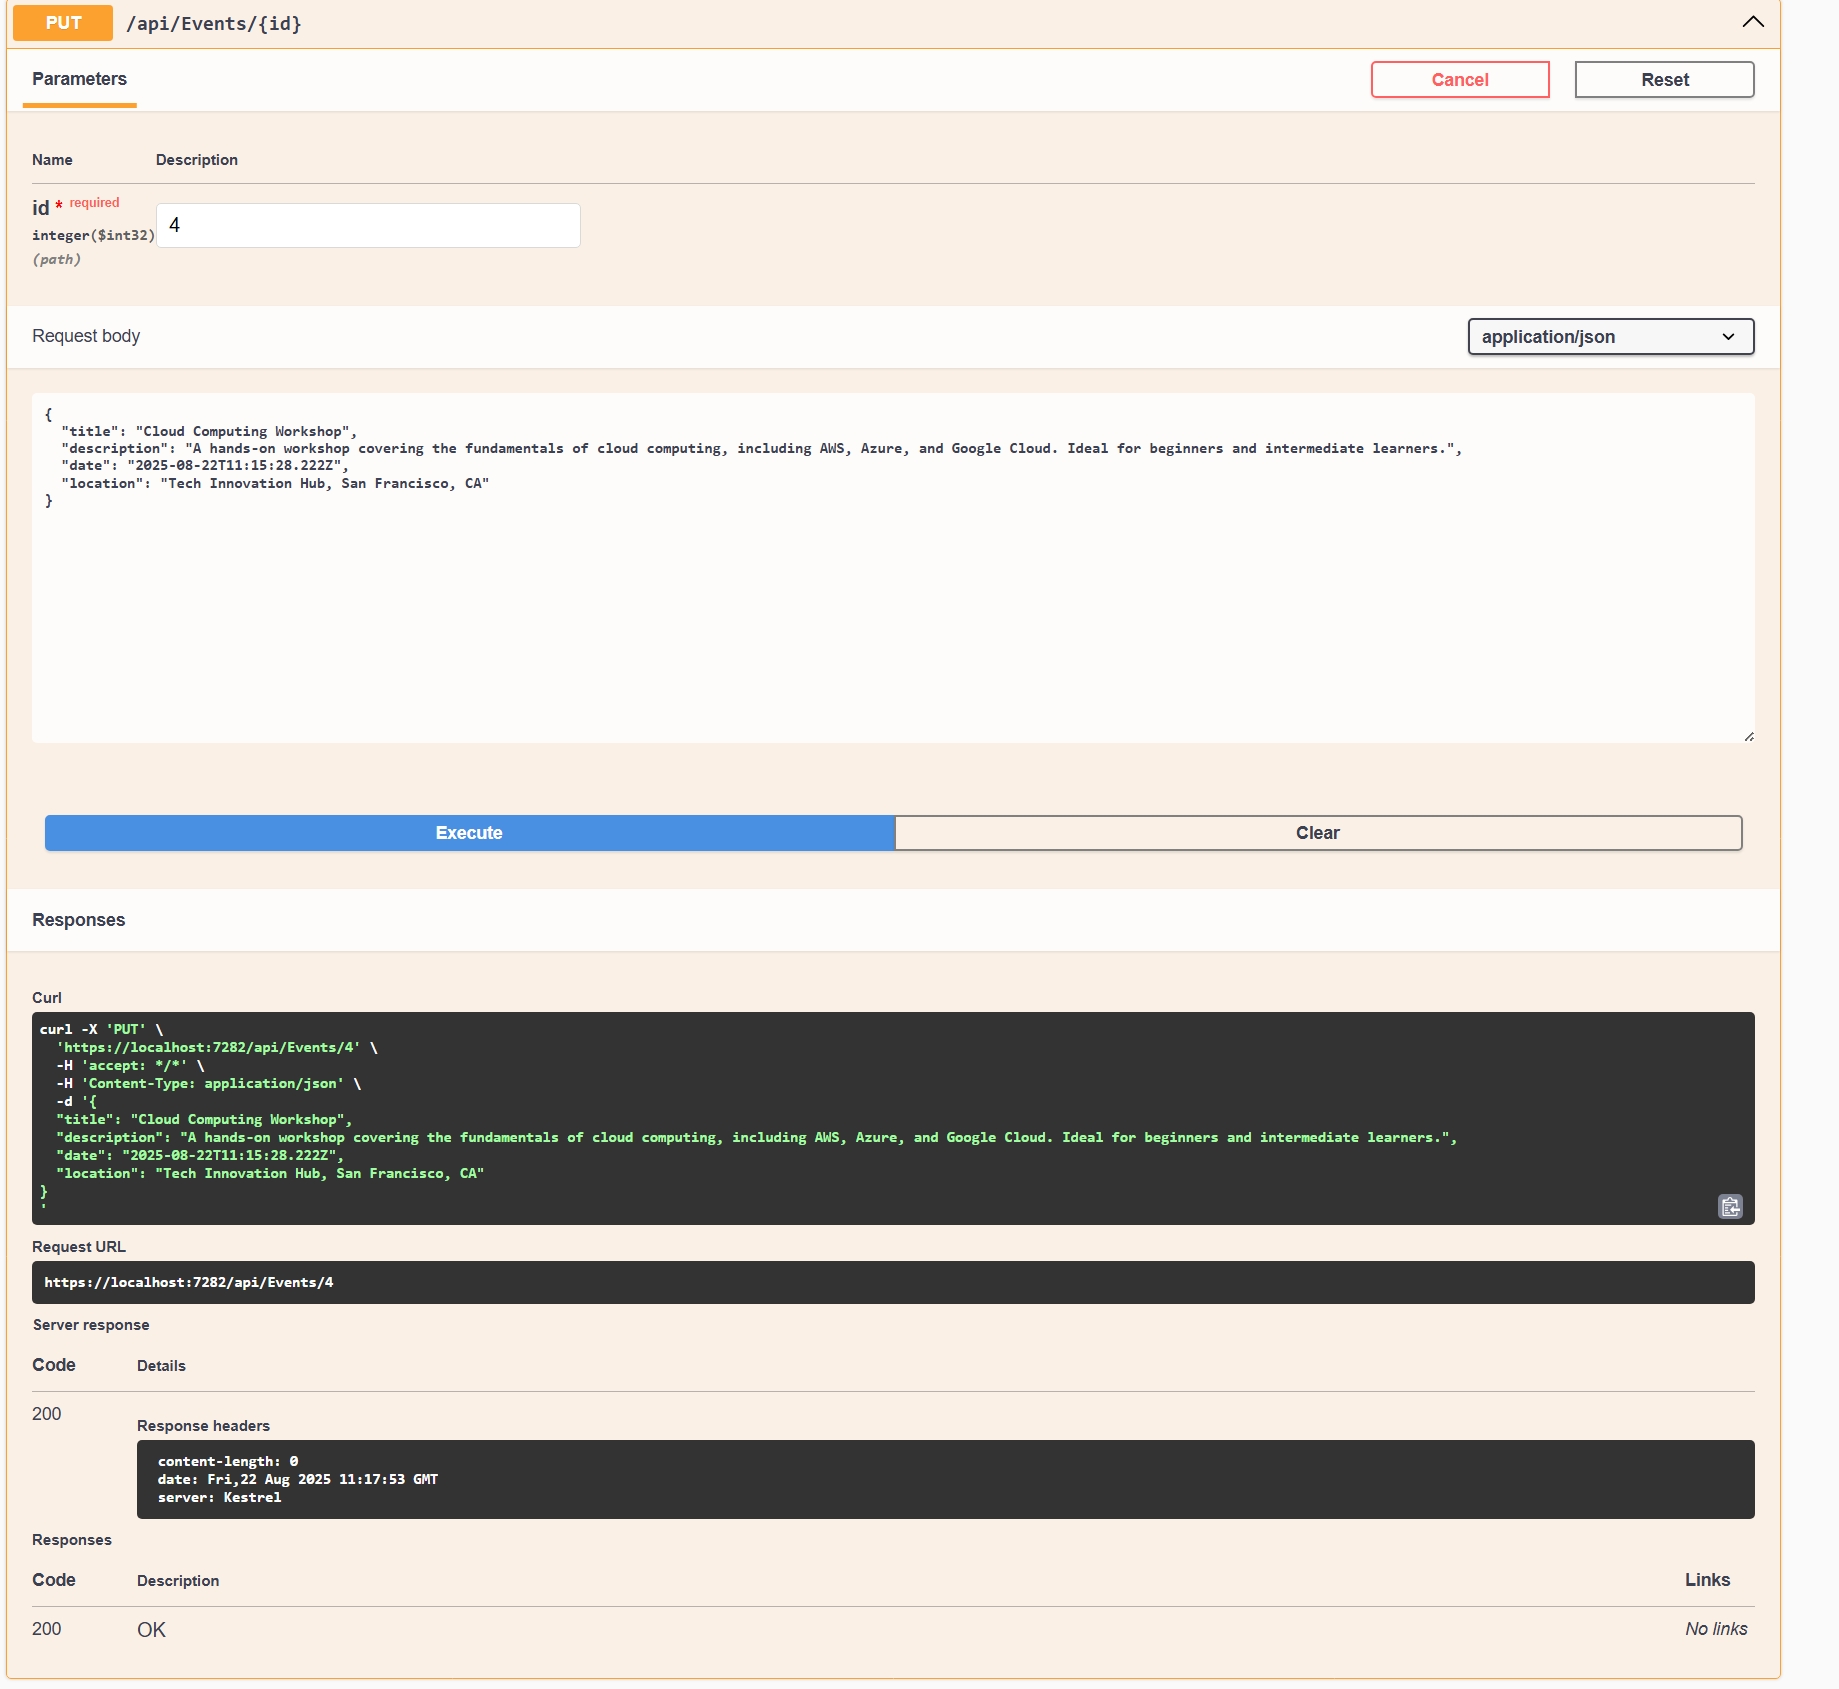 PUT /api/Events/{id}
Parameters
Cancel
Reset
Name Description
id * required
integer($int32)
(path)
4
Request body
application/json
{
  "title": "Cloud Computing Workshop",
  "description": "A hands-on workshop covering the fundamentals of cloud computing, including AWS, Azure, and Google Cloud. Ideal for beginners and intermediate learners.",
  "date": "2025-08-22T11:15:28.222Z",
  "location": "Tech Innovation Hub, San Francisco, CA"
}
Execute
Clear
Responses
Curl
curl -X 'PUT' \
  'https://localhost:7282/api/Events/4' \
  -H 'accept: */*' \
  -H 'Content-Type: application/json' \
  -d '{
  "title": "Cloud Computing Workshop",
  "description": "A hands-on workshop covering the fundamentals of cloud computing, including AWS, Azure, and Google Cloud. Ideal for beginners and intermediate learners.",
  "date": "2025-08-22T11:15:28.222Z",
  "location": "Tech Innovation Hub, San Francisco, CA"
}
'
Request URL
https://localhost:7282/api/Events/4
Server response
Code Details
200
Response headers
content-length: 0
date: Fri,22 Aug 2025 11:17:53 GMT
server: Kestrel
Responses
Code Description Links
200 OK No links